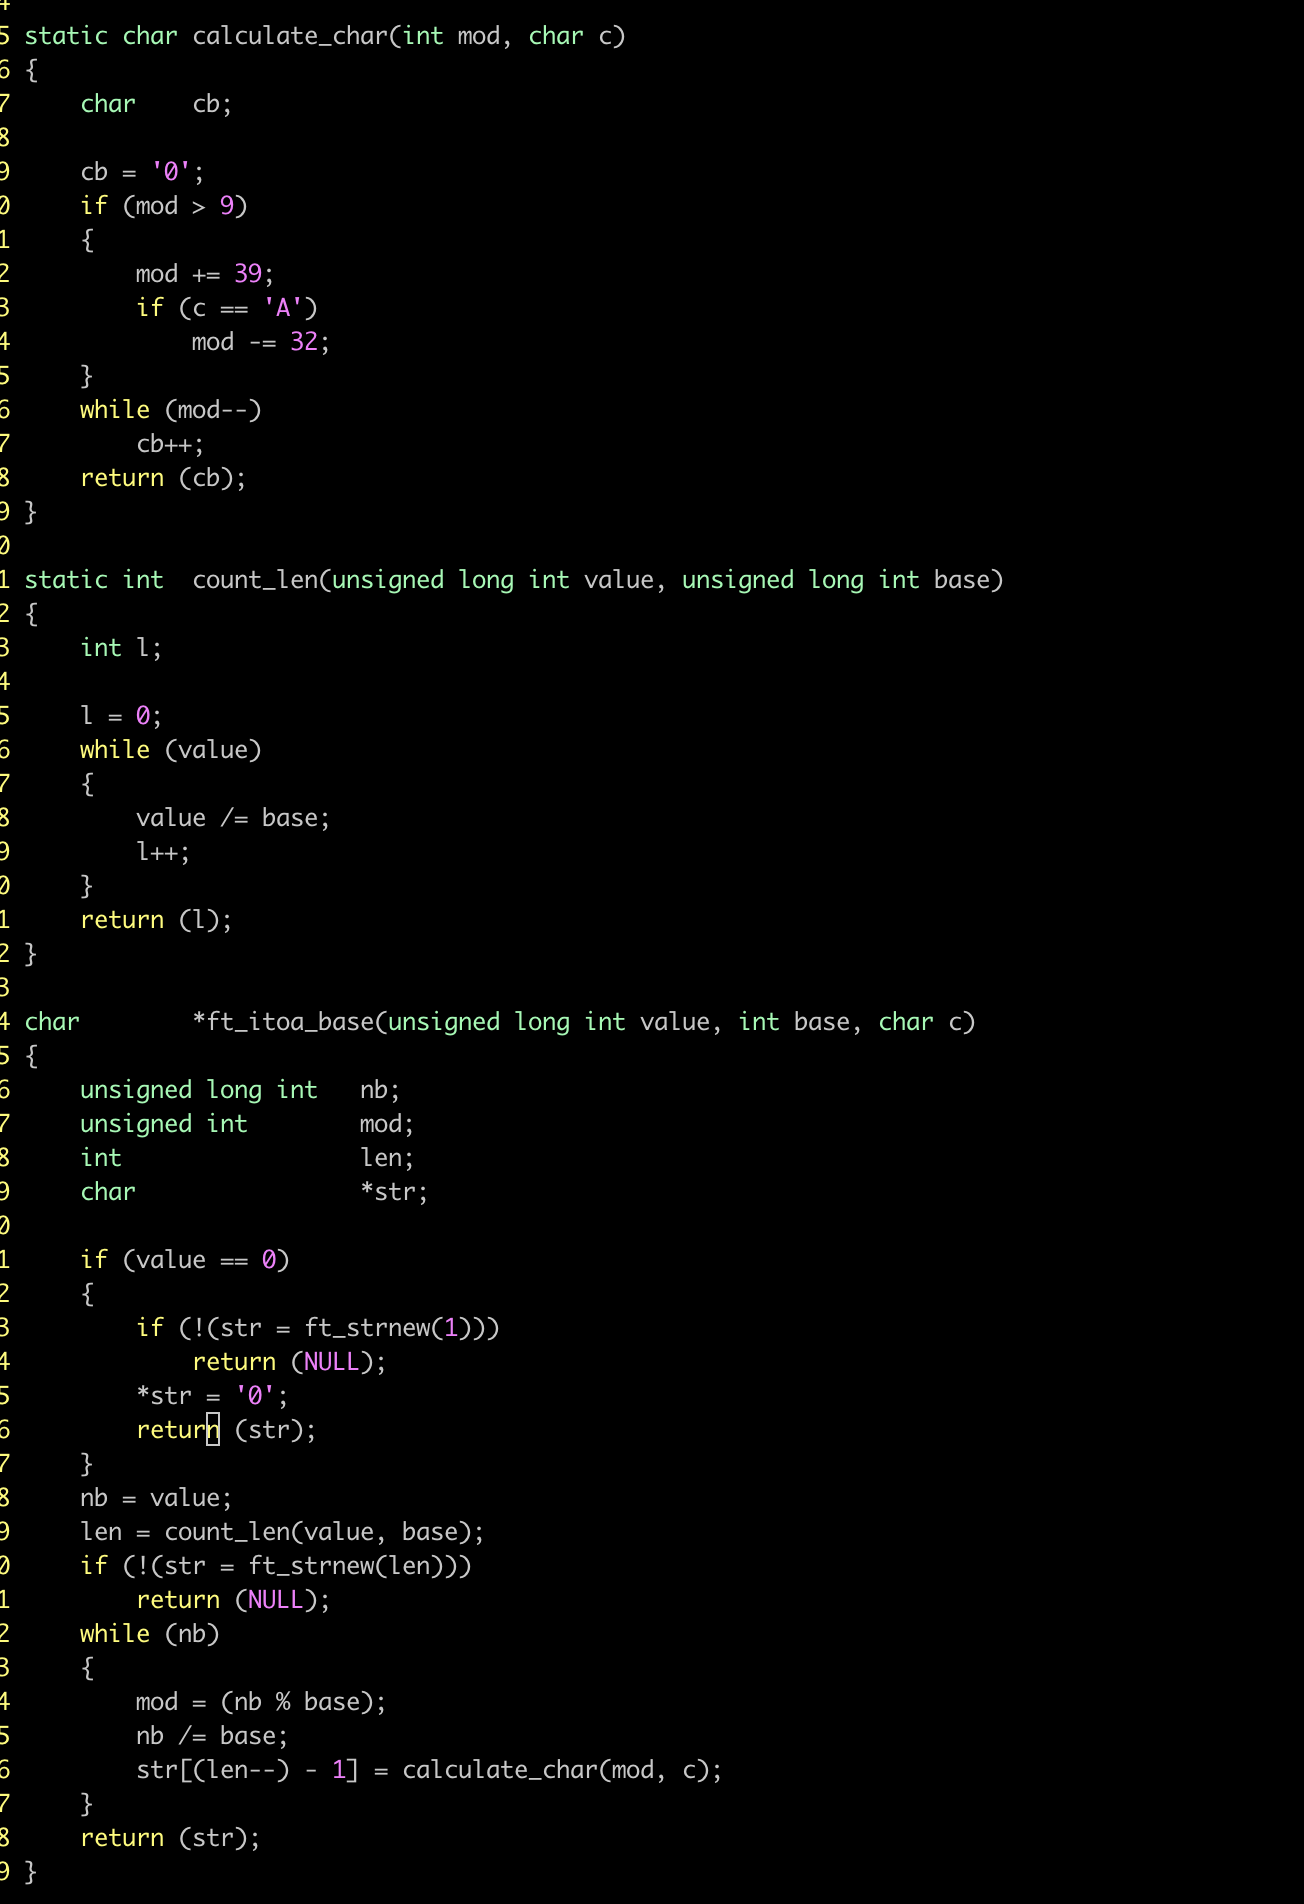 4
5 static char calculate_char(int mod, char c)
6 {
7     char    cb;
8
9     cb = '0';
0     if (mod > 9)
1     {
2         mod += 39;
3         if (c == 'A')
4             mod -= 32;
5     }
6     while (mod--)
7         cb++;
8     return (cb);
9 }
0
1 static int  count_len(unsigned long int value, unsigned long int base)
2 {
3     int l;
4
5     l = 0;
6     while (value)
7     {
8         value /= base;
9         l++;
0     }
1     return (l);
2 }
3
4 char        *ft_itoa_base(unsigned long int value, int base, char c)
5 {
6     unsigned long int   nb;
7     unsigned int        mod;
8     int                 len;
9     char                *str;
0
1     if (value == 0)
2     {
3         if (!(str = ft_strnew(1)))
4             return (NULL);
5         *str = '0';
6         return (str);
7     }
8     nb = value;
9     len = count_len(value, base);
0     if (!(str = ft_strnew(len)))
1         return (NULL);
2     while (nb)
3     {
4         mod = (nb % base);
5         nb /= base;
6         str[(len--) - 1] = calculate_char(mod, c);
7     }
8     return (str);
9 }